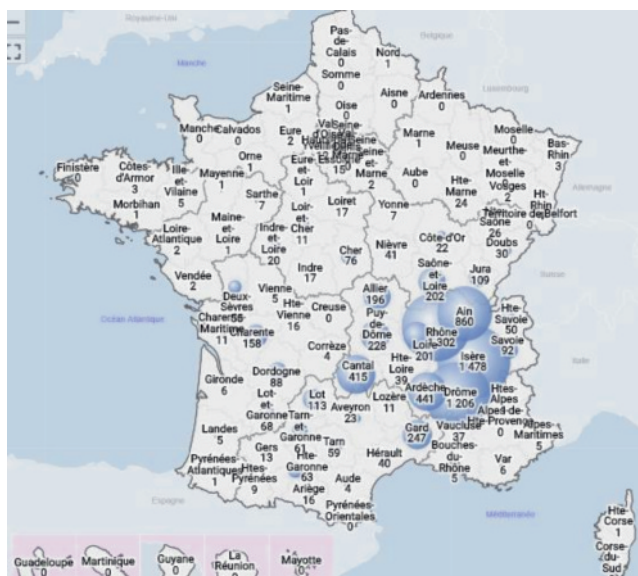 Royaume-Uni
Belgique
Pas-
de-
Calais
0
Nord
1
Manche
Somme
0
Luxembourg
Seine-
Maritime
1
Aisne
0
Ardennes
0
Oise
0
Manche
0
Calvados
0
Eure
2
Marne
1
Meuse
0
Moselle
0
Meurthe-
et-
Moselle
Bas-
Rhin
3
Finistère
0
Côtes-
d'Armor
3
Ille-
et-
Vilaine
5
Orne
1
Mayenne
1
Eure-
et-
Loir
1
Essonne
15
Marne
2
Aube
0
Hte-
Marne
24
Vosges
2
Ht-
Rhin
Allemagne
Morbihan
1
Sarthe
7
Loir-
et-
Cher
11
Loiret
17
Yonne
7
Territoire de Belfort
Saône
26
Doubs
30
Loire-
Atlantique
2
Maine-
et-
Loire
1
Indre-
et-
Loire
20
Cher
76
Nièvre
41
Côte-d'Or
22
Saône-
et-
Loire
202
Jura
109
Suisse
Vendée
2
Deux-
Sèvres
55
Vienne
5
Indre
17
Allier
196
Ain
860
Hte-
Savoie
50
Océan Atlantique
Charente-
Maritime
11
Charente
158
Hte-
Vienne
16
Creuse
0
Puy-
de-
Dôme
228
Rhône
1 302
Loire
201
Savoie
92
Italie
Corrèze
4
Isère
1 478
Gironde
6
Dordogne
88
Cantal
415
Hte-
Loire
39
Ardèche
441
Drôme
1 206
Htes-
Alpes
Lot-
et-
Garonne
68
Lot
113
Aveyron
23
Lozère
11
Alpes-de-
Hte-Provence
0
Alpes-
Maritimes
5
Landes
5
Gers
13
Tarn-
et-
Garonne
61
Tarn
59
Gard
247
Vaucluse
37
Bouches-
du-
Rhône
5
Var
6
Pyrénées-
Atlantiques
1
Htes-
Pyrénées
9
Hte-
Garonne
63
Ariège
16
Aude
4
Hérault
40
Pyrénées-
Orientales
0
Espagne
Méditerranée
Hte-
Corse
1
Corse-
du-
Sud
Guadeloupe
0
Martinique
0
Guyane
0
La
Réunion
0
Mayotte
0